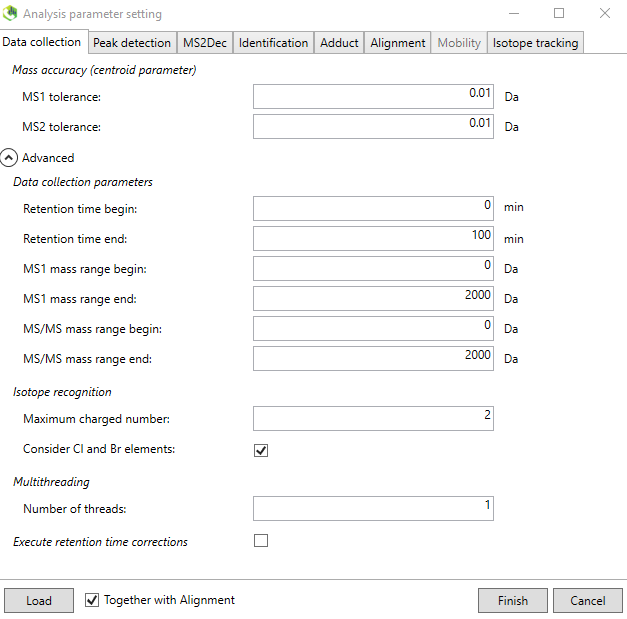 Analysis parameter setting
Data collection Peak detection MS2Dec Identification Adduct Alignment Mobility Isotope tracking
Mass accuracy (centroid parameter)
MS1 tolerance: 0.01 Da
MS2 tolerance: 0.01 Da
Advanced
Data collection parameters
Retention time begin: 0 min
Retention time end: 100 min
MS1 mass range begin: 0 Da
MS1 mass range end: 2000 Da
MS/MS mass range begin: 0 Da
MS/MS mass range end: 2000 Da
Isotope recognition
Maximum charged number: 2
Consider Cl and Br elements:
Multithreading
Number of threads: 1
Execute retention time corrections
Load Together with Alignment Finish Cancel